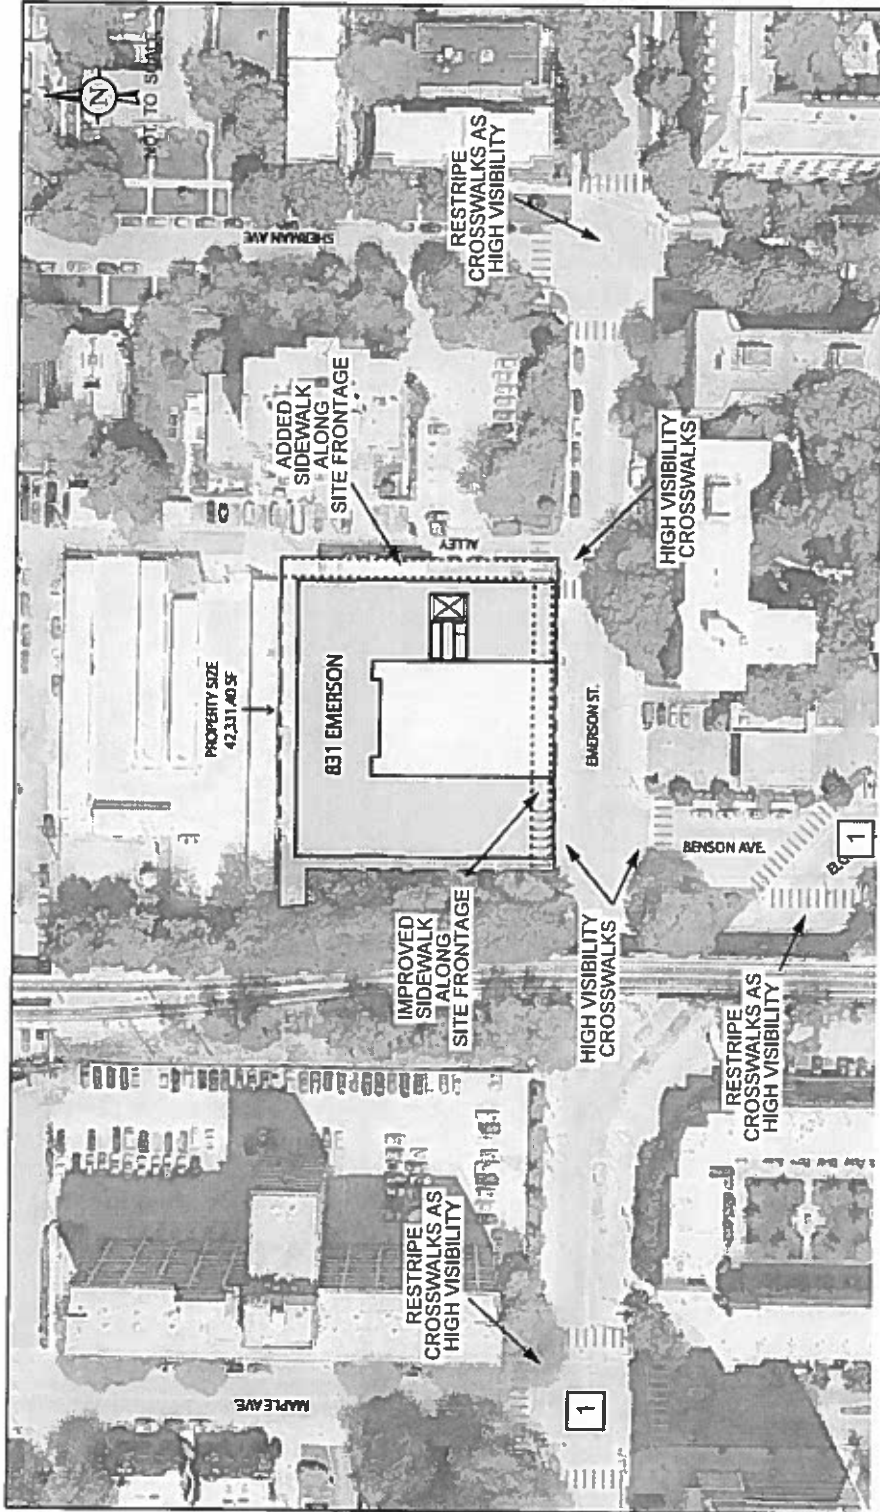 N
NOT TO SCALE
SHERMAN AVE
RESTRIPE
CROSSWALKS AS
HIGH VISIBILITY
ADDED
SIDEWALK
ALONG
SITE FRONTAGE
ALLEY
HIGH VISIBILITY
CROSSWALKS
PROPERTY SIZE
42,331.40 SF
831 EMERSON
EMERSON ST.
BENSON AVE.
1
IMPROVED
SIDEWALK
ALONG
SITE FRONTAGE
HIGH VISIBILITY
CROSSWALKS
RESTRIPE
CROSSWALKS AS
HIGH VISIBILITY
RESTRIPE
CROSSWALKS AS
HIGH VISIBILITY
MAPLE AVE.
1